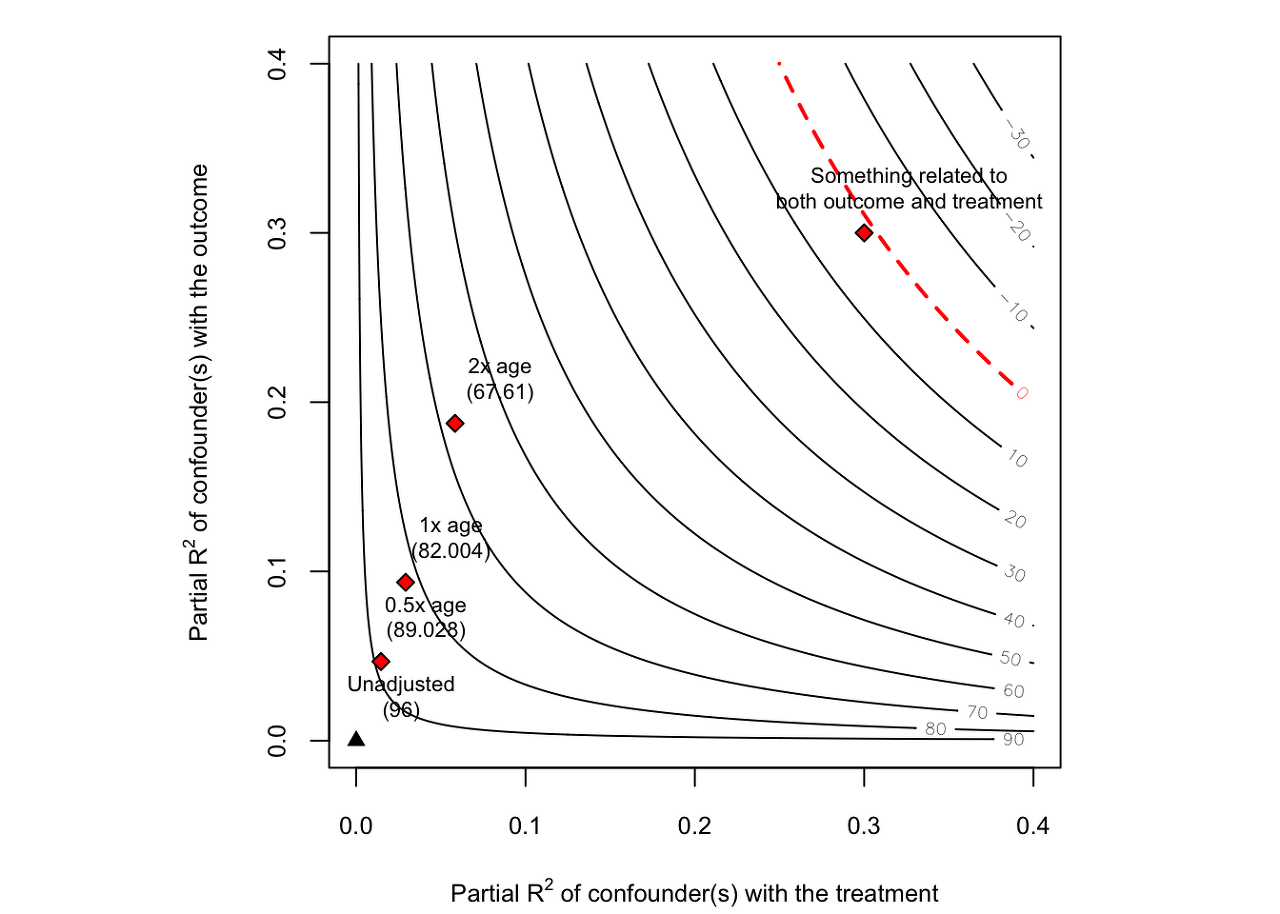 0.4
0.3
0.2
0.1
0.0
Partial R² of confounder(s) with the outcome
Something related to
both outcome and treatment
2x age
(67.61)
1x age
(82.004)
0.5x age
(89.028)
Unadjusted
(96)
−30
−20
−10
0
10
20
30
40
50
60
70
80
90
0.0 0.1 0.2 0.3 0.4
Partial R² of confounder(s) with the treatment